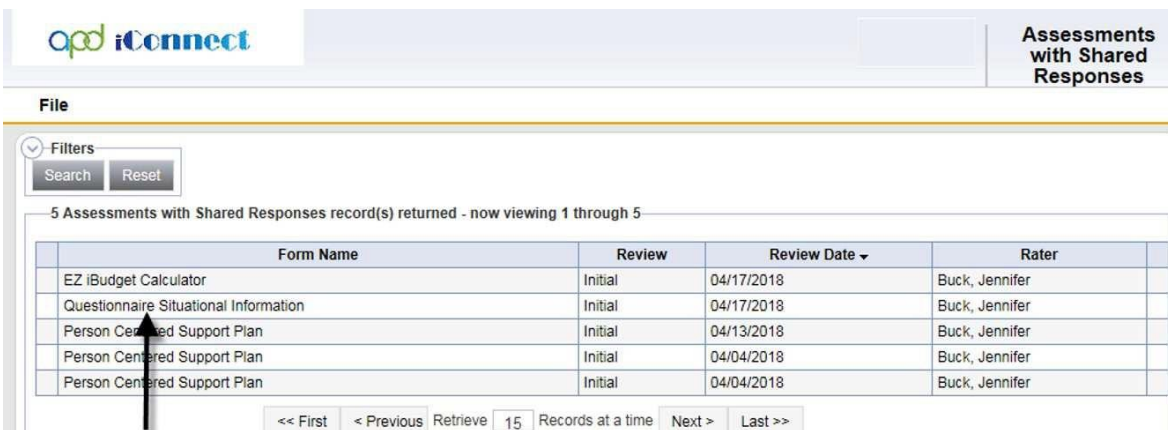 apd iConnect
Assessments
with Shared
Responses
File
Filters
Search Reset
5 Assessments with Shared Responses record(s) returned - now viewing 1 through 5
Form Name Review Review Date Rater
EZ iBudget Calculator Initial 04/17/2018 Buck, Jennifer
Questionnaire Situational Information Initial 04/17/2018 Buck, Jennifer
Person Centered Support Plan Initial 04/13/2018 Buck, Jennifer
Person Centered Support Plan Initial 04/04/2018 Buck, Jennifer
Person Centered Support Plan Initial 04/04/2018 Buck, Jennifer
<< First < Previous Retrieve 15 Records at a time Next > Last >>